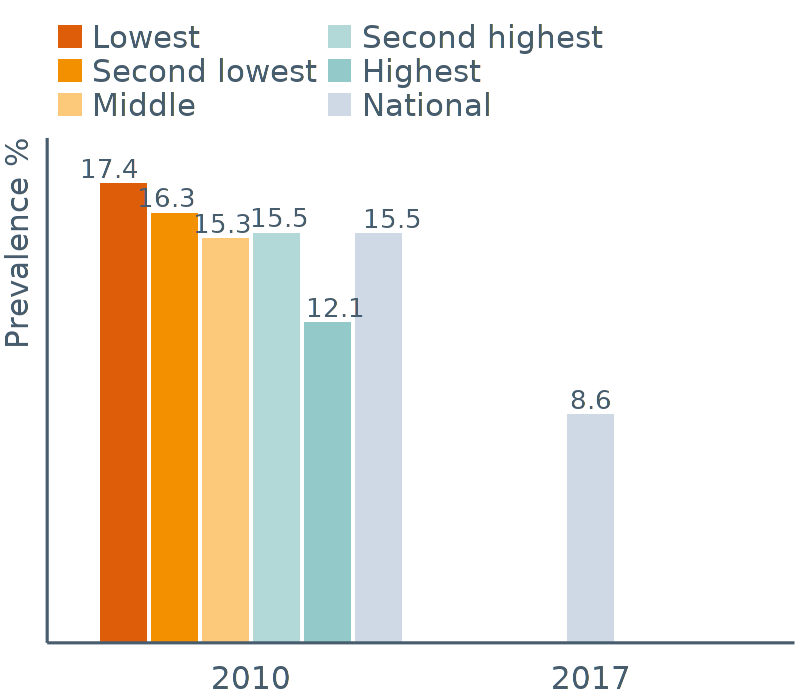 Lowest
Second lowest
Middle
Second highest
Highest
National
Prevalence %
17.4
16.3
15.3
15.5
12.1
15.5
8.6
2010
2017